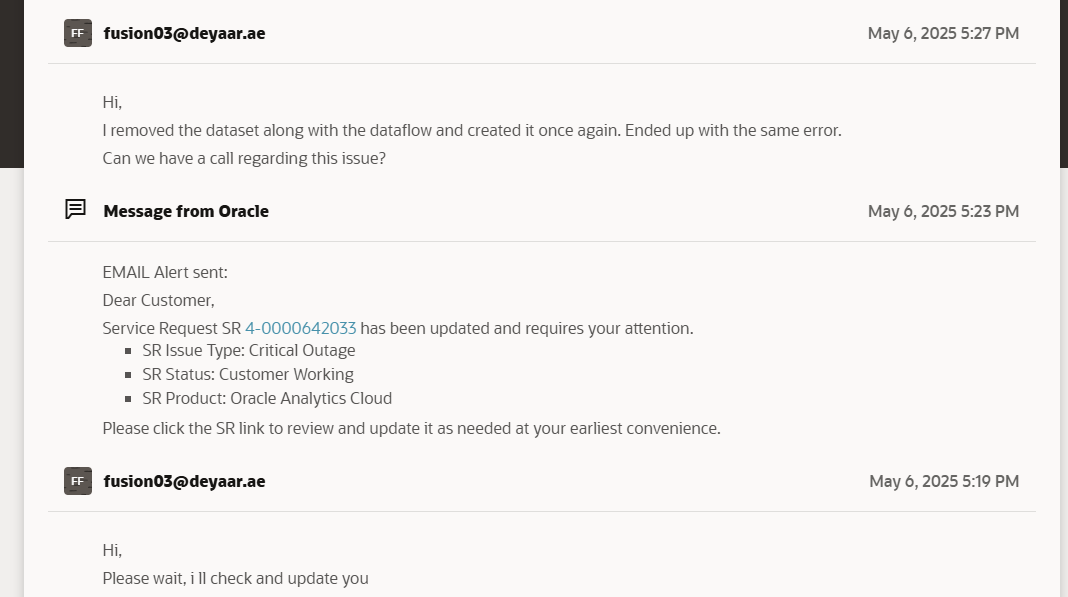 FF fusion03@deyaar.ae May 6, 2025 5:27 PM
Hi,
I removed the dataset along with the dataflow and created it once again. Ended up with the same error.
Can we have a call regarding this issue?
Message from Oracle May 6, 2025 5:23 PM
EMAIL Alert sent:
Dear Customer,
Service Request SR 4-0000642033 has been updated and requires your attention.
▪ SR Issue Type: Critical Outage
▪ SR Status: Customer Working
▪ SR Product: Oracle Analytics Cloud
Please click the SR link to review and update it as needed at your earliest convenience.
FF fusion03@deyaar.ae May 6, 2025 5:19 PM
Hi,
Please wait, i ll check and update you